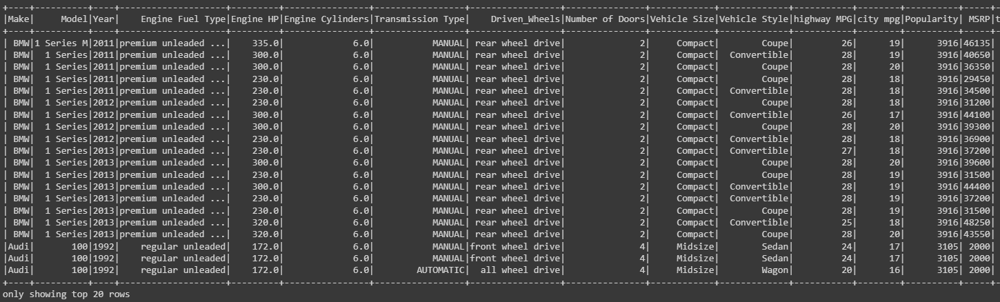 +----+----------+----+--------------------+---------+----------------+-----------------+-----------------+---------------+------------+-------------+-----------+--------+----------+-----+-
|Make|     Model|Year|    Engine Fuel Type|Engine HP|Engine Cylinders|Transmission Type|    Driven_Wheels|Number of Doors|Vehicle Size|Vehicle Style|highway MPG|city mpg|Popularity| MSRP|t
+----+----------+----+--------------------+---------+----------------+-----------------+-----------------+---------------+------------+-------------+-----------+--------+----------+-----+-
| BMW|1 Series M|2011|premium unleaded ...|    335.0|             6.0|           MANUAL| rear wheel drive|              2|     Compact|        Coupe|         26|      19|      3916|46135|
| BMW|  1 Series|2011|premium unleaded ...|    300.0|             6.0|           MANUAL| rear wheel drive|              2|     Compact|  Convertible|         28|      19|      3916|40650|
| BMW|  1 Series|2011|premium unleaded ...|    300.0|             6.0|           MANUAL| rear wheel drive|              2|     Compact|        Coupe|         28|      20|      3916|36350|
| BMW|  1 Series|2011|premium unleaded ...|    230.0|             6.0|           MANUAL| rear wheel drive|              2|     Compact|        Coupe|         28|      18|      3916|29450|
| BMW|  1 Series|2011|premium unleaded ...|    230.0|             6.0|           MANUAL| rear wheel drive|              2|     Compact|  Convertible|         28|      18|      3916|34500|
| BMW|  1 Series|2012|premium unleaded ...|    230.0|             6.0|           MANUAL| rear wheel drive|              2|     Compact|        Coupe|         28|      18|      3916|31200|
| BMW|  1 Series|2012|premium unleaded ...|    300.0|             6.0|           MANUAL| rear wheel drive|              2|     Compact|  Convertible|         26|      17|      3916|44100|
| BMW|  1 Series|2012|premium unleaded ...|    300.0|             6.0|           MANUAL| rear wheel drive|              2|     Compact|        Coupe|         28|      20|      3916|39300|
| BMW|  1 Series|2012|premium unleaded ...|    230.0|             6.0|           MANUAL| rear wheel drive|              2|     Compact|  Convertible|         28|      18|      3916|36900|
| BMW|  1 Series|2013|premium unleaded ...|    230.0|             6.0|           MANUAL| rear wheel drive|              2|     Compact|  Convertible|         27|      18|      3916|37200|
| BMW|  1 Series|2013|premium unleaded ...|    300.0|             6.0|           MANUAL| rear wheel drive|              2|     Compact|        Coupe|         28|      20|      3916|39600|
| BMW|  1 Series|2013|premium unleaded ...|    230.0|             6.0|           MANUAL| rear wheel drive|              2|     Compact|        Coupe|         28|      19|      3916|31500|
| BMW|  1 Series|2013|premium unleaded ...|    300.0|             6.0|           MANUAL| rear wheel drive|              2|     Compact|  Convertible|         28|      19|      3916|44400|
| BMW|  1 Series|2013|premium unleaded ...|    230.0|             6.0|           MANUAL| rear wheel drive|              2|     Compact|  Convertible|         28|      19|      3916|37200|
| BMW|  1 Series|2013|premium unleaded ...|    230.0|             6.0|           MANUAL| rear wheel drive|              2|     Compact|        Coupe|         28|      19|      3916|31500|
| BMW|  1 Series|2013|premium unleaded ...|    320.0|             6.0|           MANUAL| rear wheel drive|              2|     Compact|  Convertible|         25|      18|      3916|48250|
| BMW|  1 Series|2013|premium unleaded ...|    320.0|             6.0|           MANUAL| rear wheel drive|              2|     Compact|        Coupe|         28|      20|      3916|43550|
|Audi|       100|1992|    regular unleaded|    172.0|             6.0|           MANUAL|front wheel drive|              4|     Midsize|        Sedan|         24|      17|      3105| 2000|
|Audi|       100|1992|    regular unleaded|    172.0|             6.0|           MANUAL|front wheel drive|              4|     Midsize|        Sedan|         24|      17|      3105| 2000|
|Audi|       100|1992|    regular unleaded|    172.0|             6.0|        AUTOMATIC|  all wheel drive|              4|     Midsize|        Wagon|         20|      16|      3105| 2000|
+----+----------+----+--------------------+---------+----------------+-----------------+-----------------+---------------+------------+-------------+-----------+--------+----------+-----+-
only showing top 20 rows